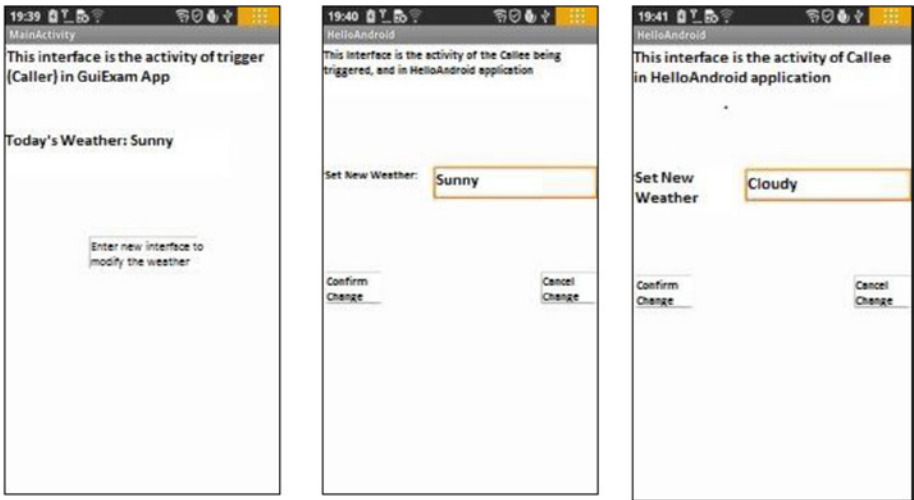 19:39
MainActivity
This interface is the activity of trigger
(Caller) in GuiExam App
Today's Weather: Sunny
Enter new interface to
modify the weather
19:40
HelloAndroid
This Interface is the activity of the Callee being
triggered, and in HelloAndroid application
Set New Weather:
Sunny
Confirm
Change
Cancel
Change
19:41
HelloAndroid
This interface is the activity of Callee
in HelloAndroid application
Set New
Weather
Cloudy
Confirm
Change
Cancel
Change